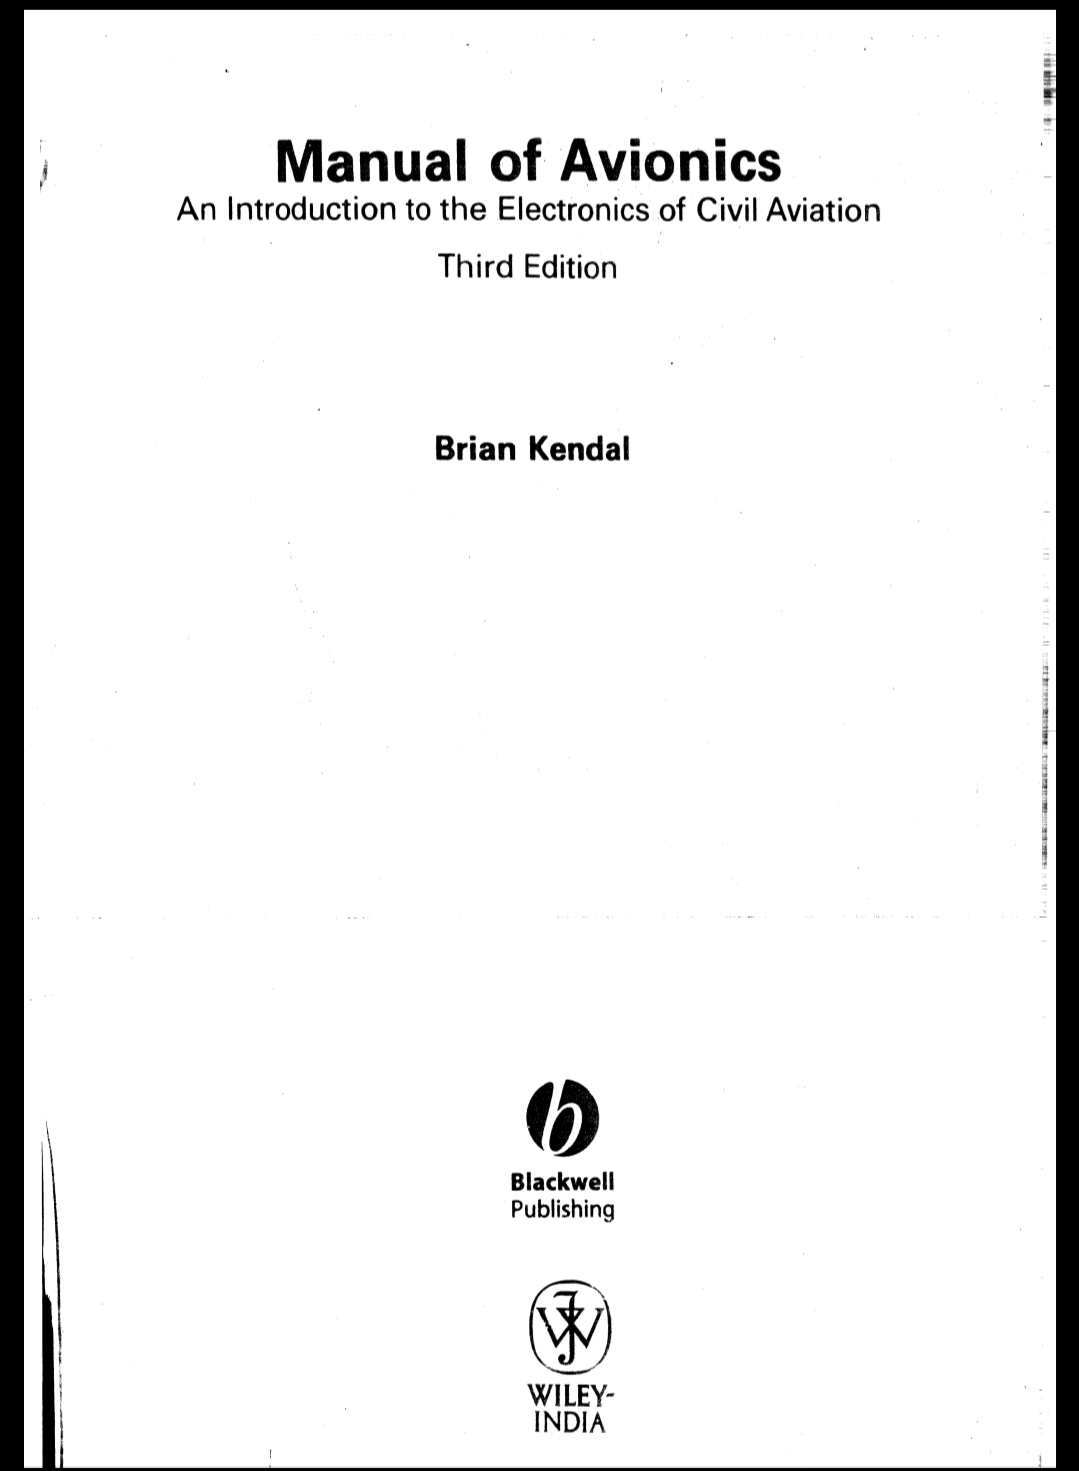 Manual of Avionics
An Introduction to the Electronics of Civil Aviation
Third Edition
Brian Kendal
b
Blackwell
Publishing
JW
WILEY-
INDIA